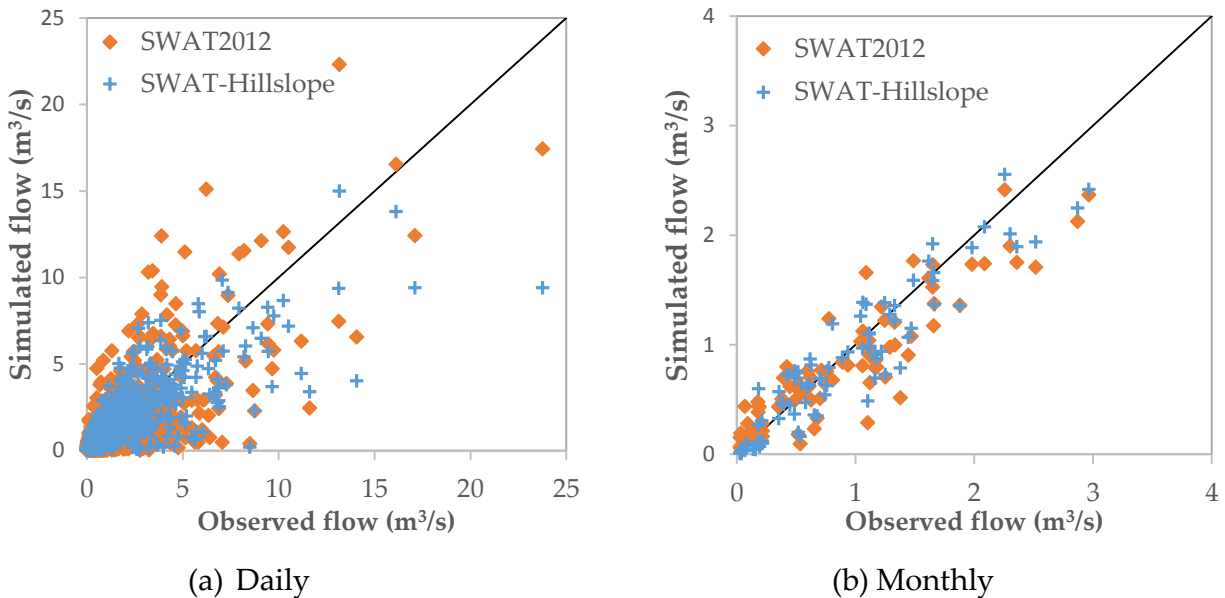 25
20
15
10
5
0
SWAT2012
SWAT-Hillslope
Simulated flow (m³/s)
0 5 10 15 20 25
Observed flow (m³/s)
(a) Daily
4
3
2
1
0
SWAT2012
SWAT-Hillslope
Simulated flow (m³/s)
0 1 2 3 4
Observed flow (m³/s)
(b) Monthly